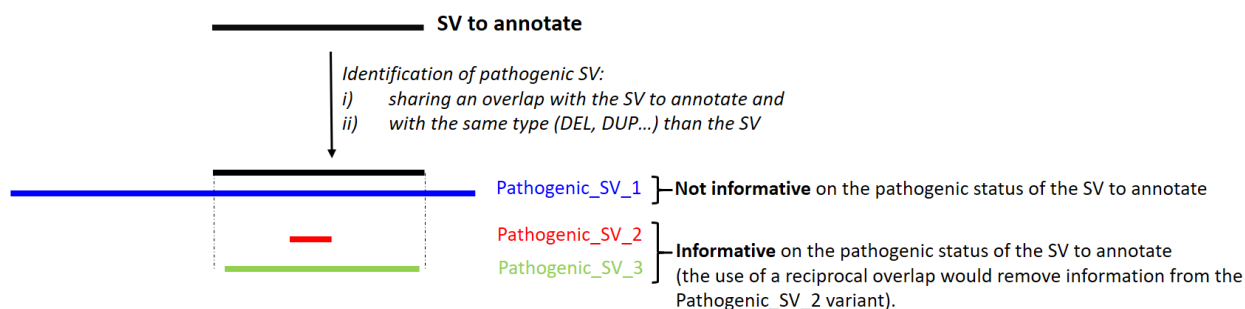 SV to annotate
Identification of pathogenic SV:
i) sharing an overlap with the SV to annotate and
ii) with the same type (DEL, DUP...) than the SV
Pathogenic_SV_1 Not informative on the pathogenic status of the SV to annotate
Pathogenic_SV_2
Informative on the pathogenic status of the SV to annotate
Pathogenic_SV_3
(the use of a reciprocal overlap would remove information from the
Pathogenic_SV_2 variant).